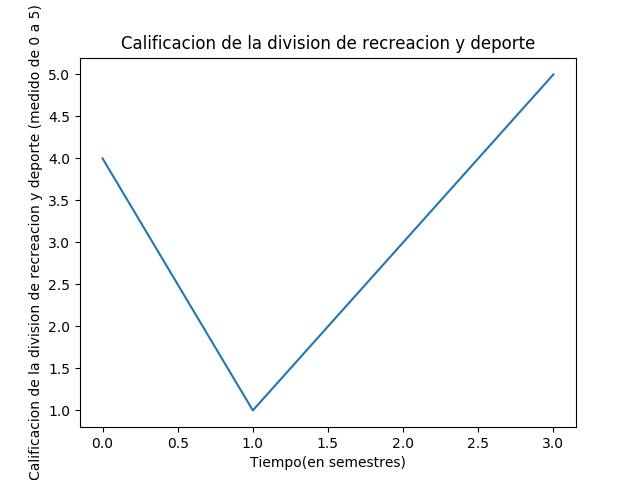 Calificacion de la division de recreacion y deporte
Calificacion de la division de recreacion y deporte (medido de 0 a 5)
5.0
4.5
4.0
3.5
3.0
2.5
2.0
1.5
1.0
0.0 0.5 1.0 1.5 2.0 2.5 3.0
Tiempo(en semestres)